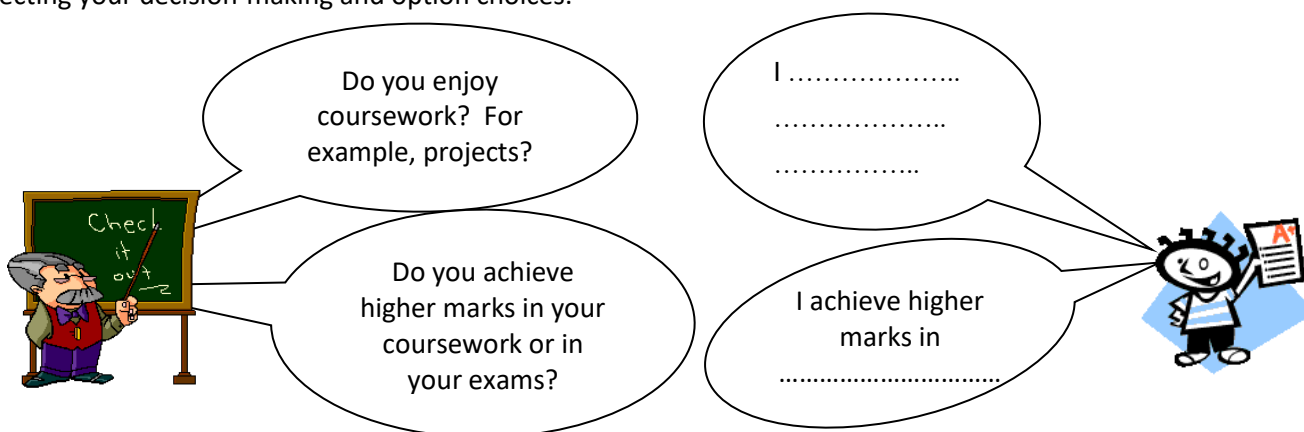 ecting your decision-making and option choices.
Do you enjoy
coursework?  For
example, projects?
I ………………..
………………..
……………..
Check
it
out
Do you achieve
higher marks in your
coursework or in
your exams?
I achieve higher
marks in
……………………………
A+